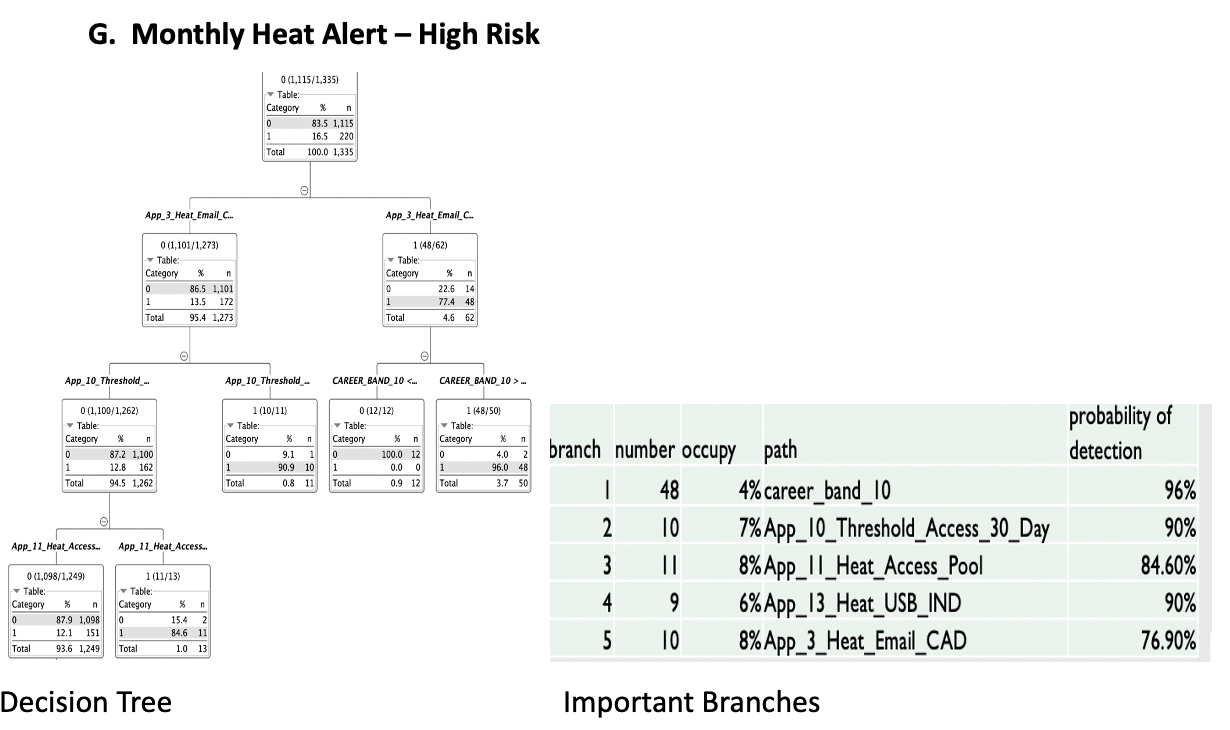 G. Monthly Heat Alert – High Risk
0 (1,115/1,335)
Table:
Category % n
0 83.5 1,115
1 16.5 220
Total 100.0 1,335
App_3_Heat_Email_C...
0 (1,101/1,273)
Table:
Category % n
0 86.5 1,101
1 13.5 172
Total 95.4 1,273
App_3_Heat_Email_C...
1 (48/62)
Table:
Category % n
0 22.6 14
1 77.4 48
Total 4.6 62
App_10_Threshold_...
0 (1,100/1,262)
Table:
Category % n
0 87.2 1,100
1 12.8 162
Total 94.5 1,262
App_10_Threshold_...
1 (10/11)
Table:
Category % n
0 9.1 1
1 90.9 10
Total 0.8 11
CAREER_BAND_10 <...
0 (12/12)
Table:
Category % n
0 100.0 12
1 0.0 0
Total 0.9 12
CAREER_BAND_10 > ...
1 (48/50)
Table:
Category % n
0 4.0 2
1 96.0 48
Total 3.7 50
App_11_Heat_Access...
0 (1,098/1,249)
Table:
Category % n
0 87.9 1,098
1 12.1 151
Total 93.6 1,249
App_11_Heat_Access...
1 (11/13)
Table:
Category % n
0 15.4 2
1 84.6 11
Total 1.0 13
Decision Tree
branch number occupy path probability of detection
1 48 4% career_band_10 96%
2 10 7% App_10_Threshold_Access_30_Day 90%
3 11 8% App_11_Heat_Access_Pool 84.60%
4 9 6% App_13_Heat_USB_IND 90%
5 10 8% App_3_Heat_Email_CAD 76.90%
Important Branches